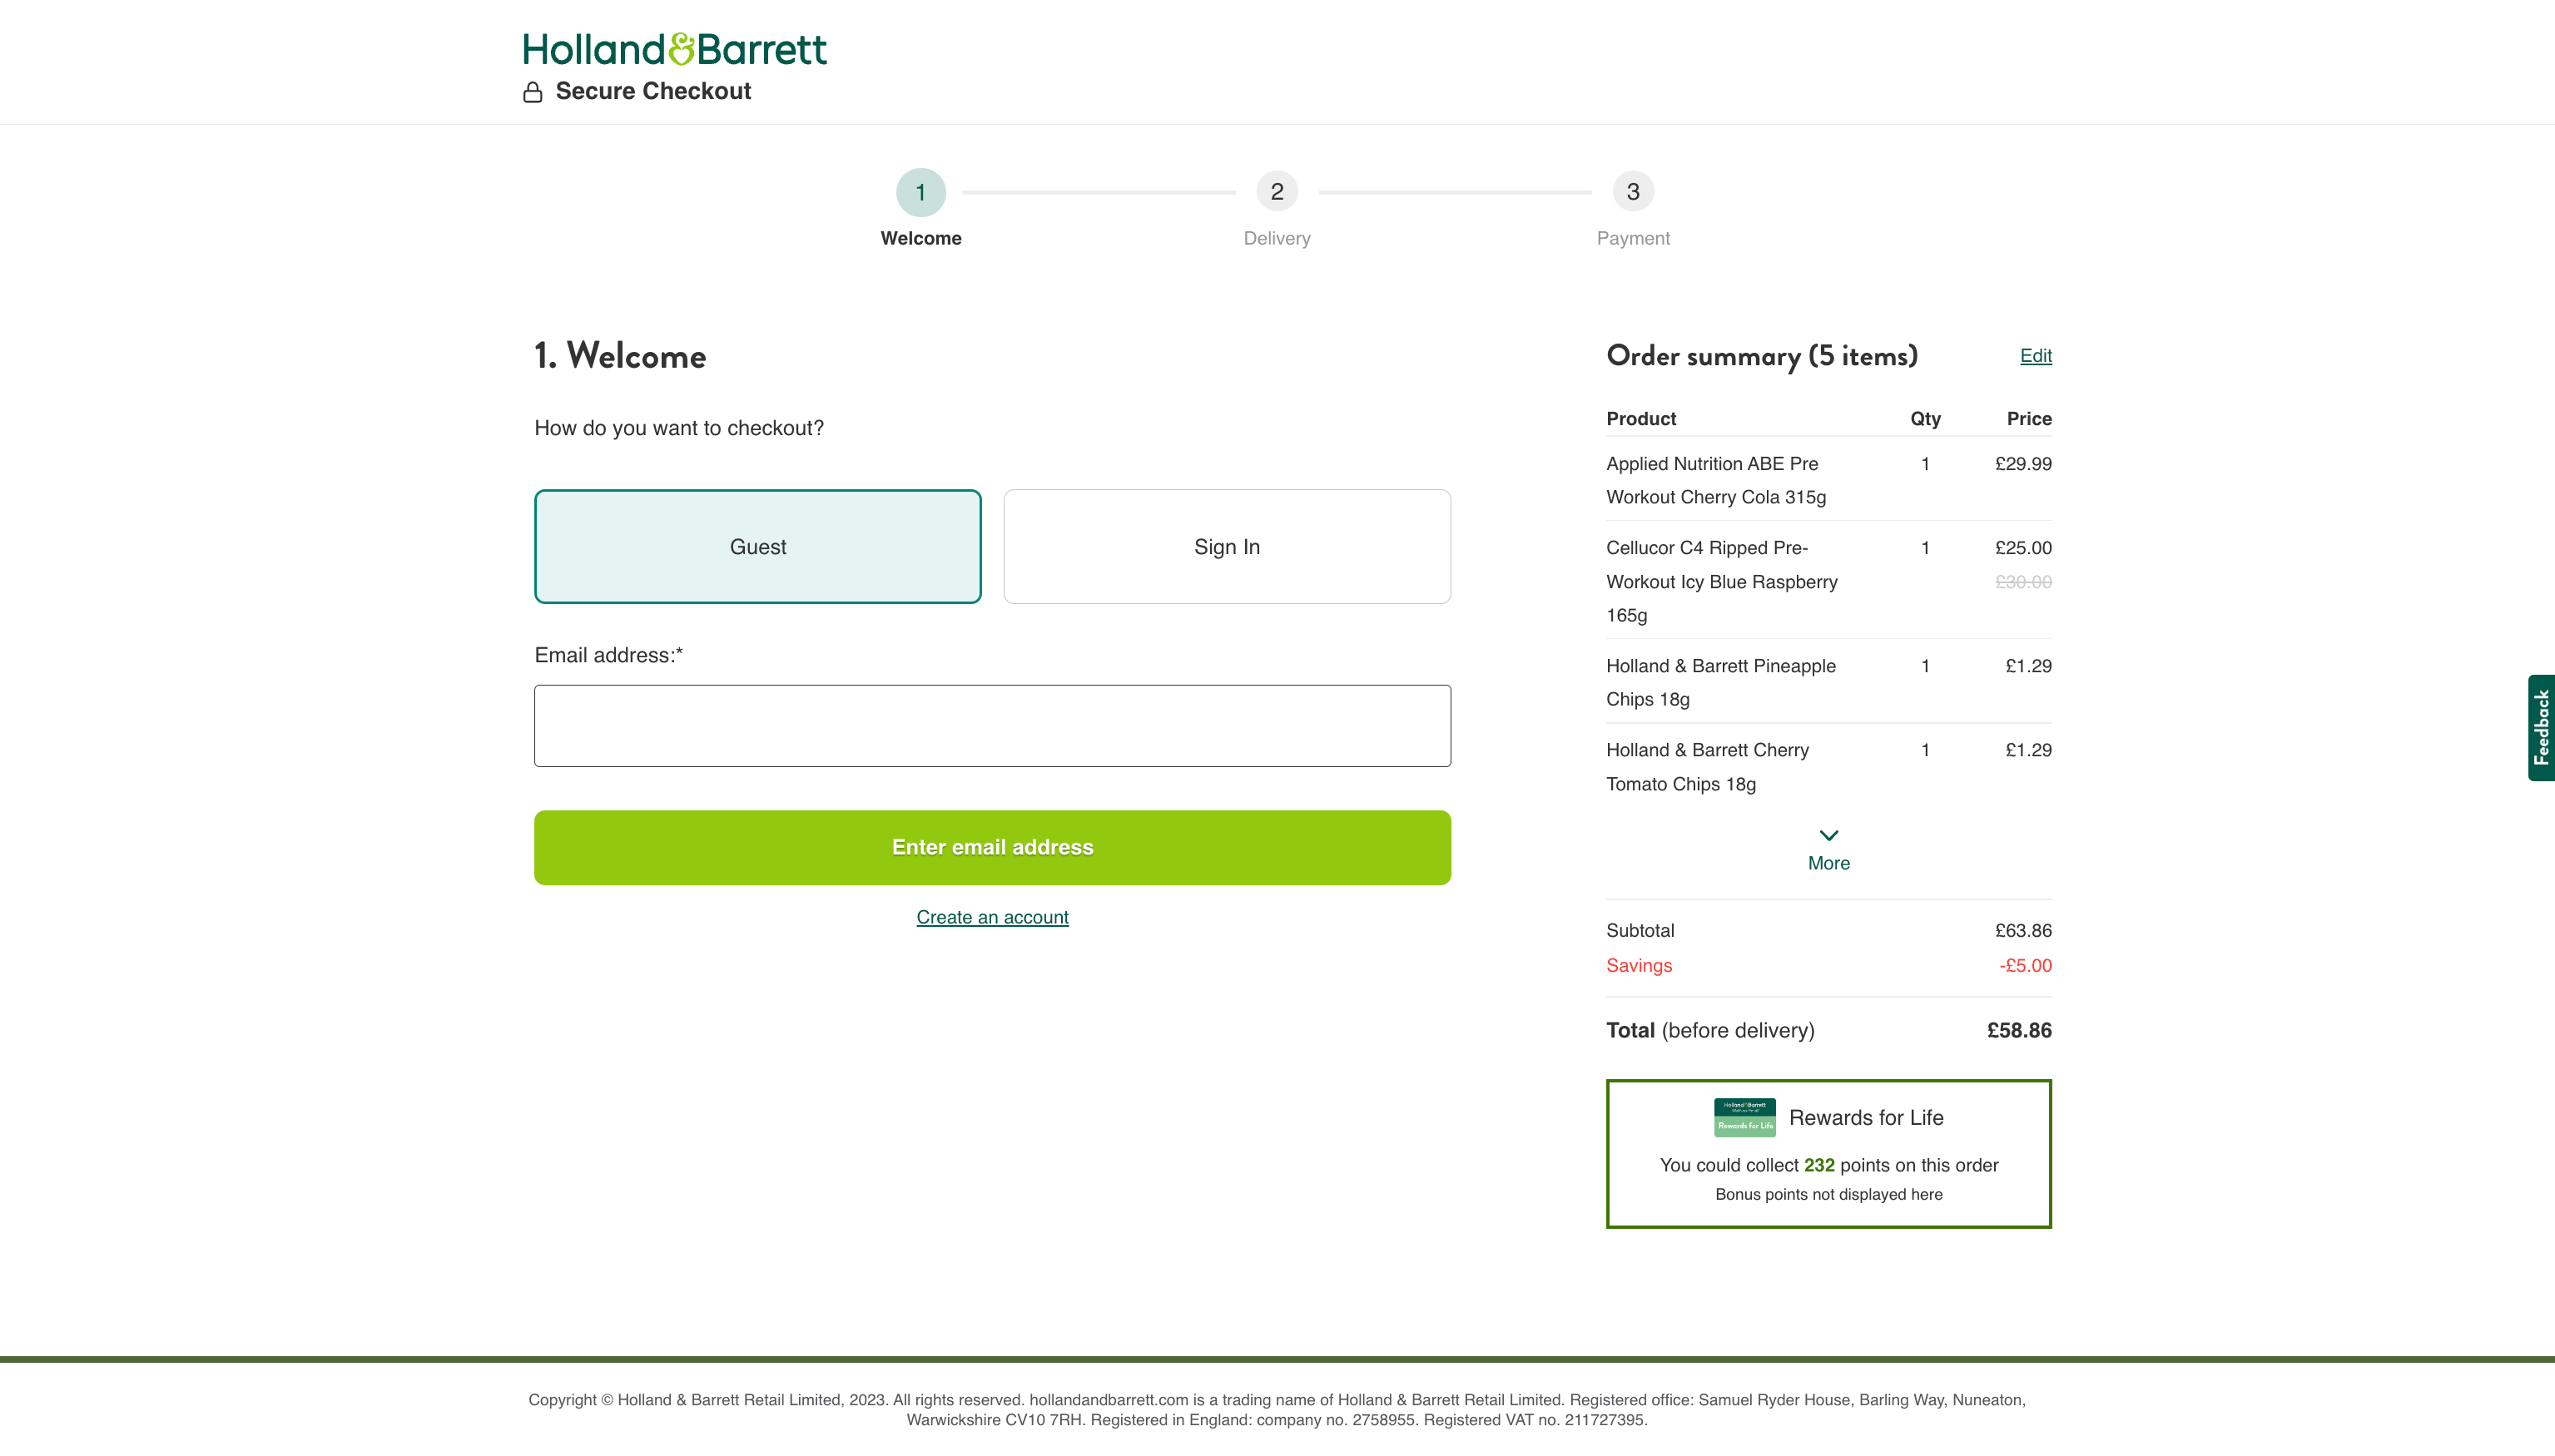 Holland&Barrett
Secure Checkout
1
2
3
Welcome
Delivery
Payment
1. Welcome
How do you want to checkout?
Guest
Sign In
Email address:*
Enter email address
Create an account
Order summary (5 items)
Edit
Product Qty Price
Applied Nutrition ABE Pre 1 £29.99
Workout Cherry Cola 315g
Cellucor C4 Ripped Pre- 1 £25.00
Workout Icy Blue Raspberry £30.00
165g
Holland & Barrett Pineapple 1 £1.29
Chips 18g
Holland & Barrett Cherry 1 £1.29
Tomato Chips 18g
More
Subtotal £63.86
Savings -£5.00
Total (before delivery) £58.86
Holland&Barrett
Rewards for Life
Rewards for Life
You could collect 232 points on this order
Bonus points not displayed here
Feedback
Copyright © Holland & Barrett Retail Limited, 2023. All rights reserved. hollandandbarrett.com is a trading name of Holland & Barrett Retail Limited. Registered office: Samuel Ryder House, Barling Way, Nuneaton,
Warwickshire CV10 7RH. Registered in England: company no. 2758955. Registered VAT no. 211727395.